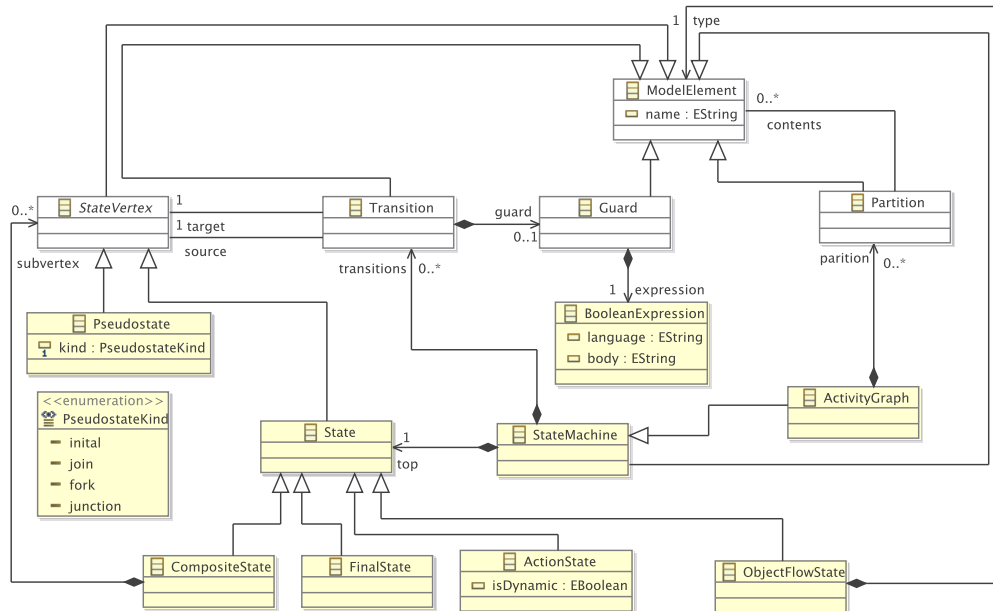 1 type
ModelElement
name : EString
0..*
contents
0..*
StateVertex
1
1 target
source
Transition
guard
0..1
Guard
Partition
subvertex
transitions 0..*
parition
0..*
1 expression
Pseudostate
kind : PseudostateKind
1
BooleanExpression
language : EString
body : EString
<<enumeration>>
PseudostateKind
inital
join
fork
junction
ActivityGraph
State
1
top
StateMachine
CompositeState
FinalState
ActionState
isDynamic : EBoolean
ObjectFlowState